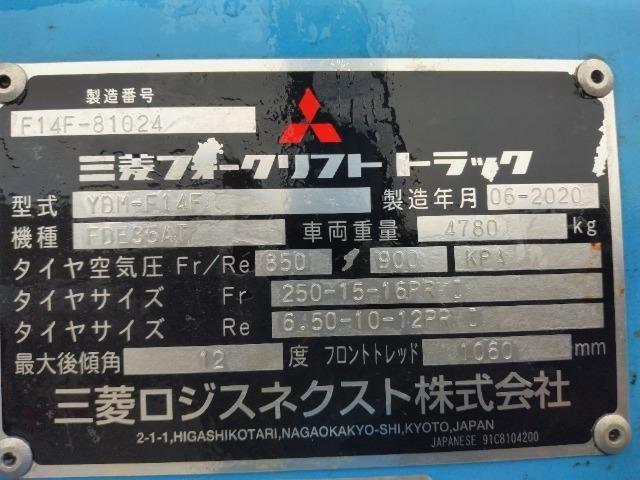 製造番号
F14F-81024
三菱フォークリフト トラック
型式 YDM-F14F 製造年月 06-2020
機種 FDE35AT 車両重量 4780 kg
タイヤ空気圧 Fr/Re 850 / 900 KPA
タイヤサイズ Fr 250-15-16PR
タイヤサイズ Re 6.50-10-12PR
最大後傾角 12 度 フロントトレッド 1060 mm
三菱ロジスネクスト株式会社
2-1-1,HIGASHIKOTARI,NAGAOKAKYO-SHI,KYOTO,JAPAN
JAPANESE 91C8104200